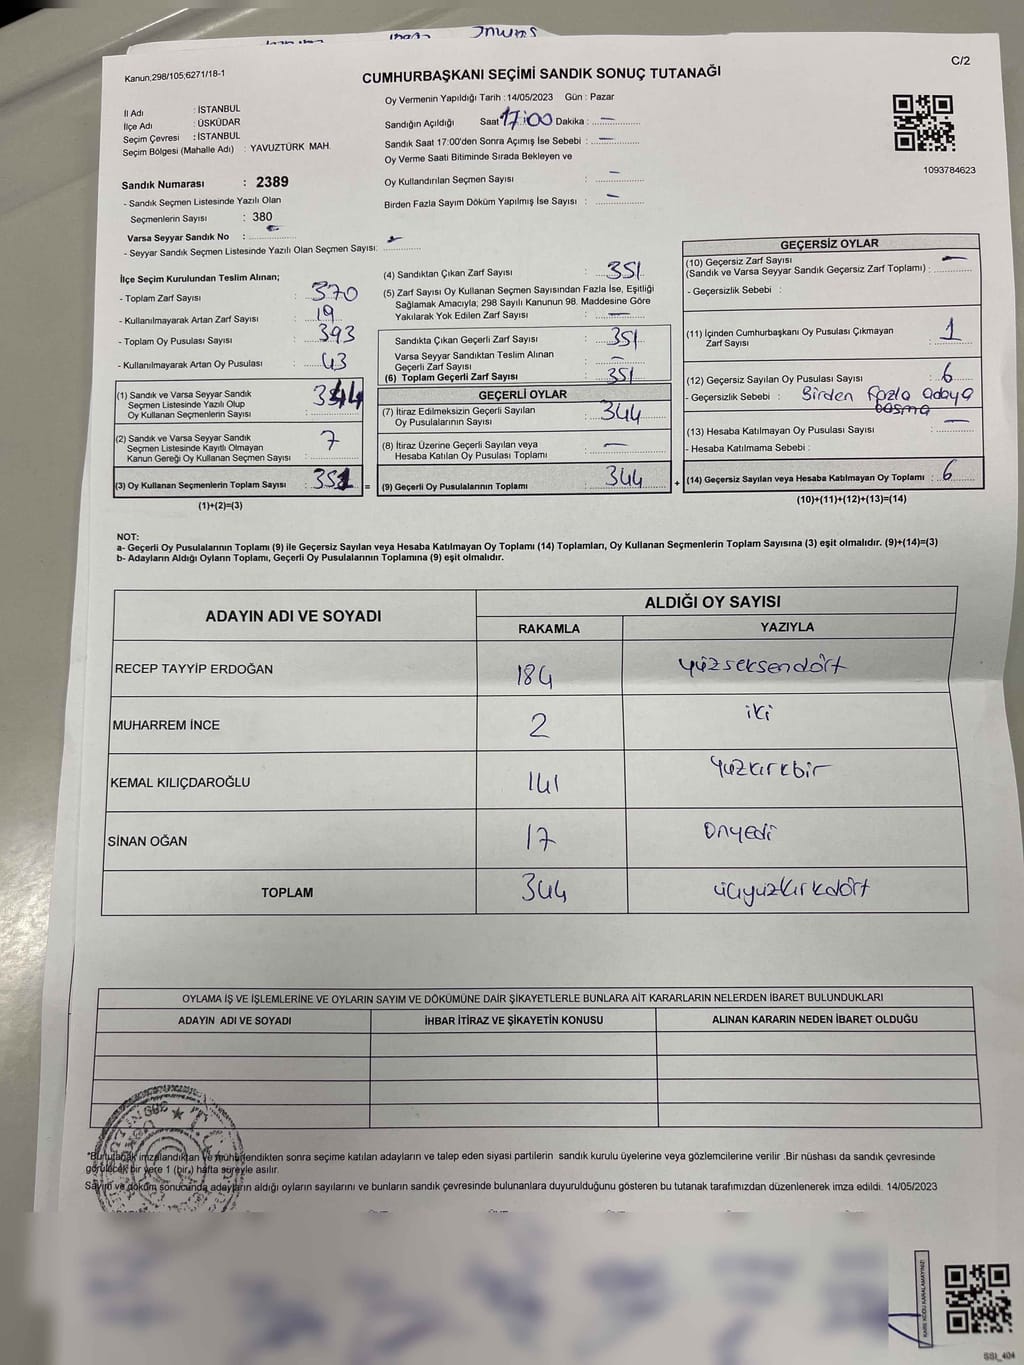 Kanun;298/105;6271/18-1
C/2
CUMHURBAŞKANI SEÇİMİ SANDIK SONUÇ TUTANAĞI
İl Adı : İSTANBUL
İlçe Adı : ÜSKÜDAR
Seçim Çevresi : İSTANBUL
Seçim Bölgesi (Mahalle Adı) : YAVUZTÜRK MAH.
Sandık Numarası : 2389
- Sandık Seçmen Listesinde Yazılı Olan
Seçmenlerin Sayısı : 380
Varsa Seyyar Sandık No : -
- Seyyar Sandık Seçmen Listesinde Yazılı Olan Seçmen Sayısı: -
Oy Vermenin Yapıldığı Tarih :14/05/2023 Gün : Pazar
Sandığın Açıldığı Saat 17:00 Dakika : -
Sandık Saat 17:00'den Sonra Açımış İse Sebebi : -
Oy Verme Saati Bitiminde Sırada Bekleyen ve
Oy Kullandırılan Seçmen Sayısı : -
Birden Fazla Sayım Döküm Yapılmış İse Sayısı : -
1093784623
İlçe Seçim Kurulundan Teslim Alınan;
- Toplam Zarf Sayısı : 370
- Kullanılmayarak Artan Zarf Sayısı : 19
- Toplam Oy Pusulası Sayısı : 393
- Kullanılmayarak Artan Oy Pusulası : 43
(1) Sandık ve Varsa Seyyar Sandık
Seçmen Listesinde Yazılı Olup
Oy Kullanan Seçmenlerin Sayısı : 344
(2) Sandık ve Varsa Seyyar Sandık
Seçmen Listesinde Kayıtlı Olmayan
Kanun Gereği Oy Kullanan Seçmen Sayısı : 7
(3) Oy Kullanan Seçmenlerin Toplam Sayısı : 351 =
(1)+(2)=(3)
(4) Sandıktan Çıkan Zarf Sayısı : 351
(5) Zarf Sayısı Oy Kullanan Seçmen Sayısından Fazla İse, Eşitliği
Sağlamak Amacıyla; 298 Sayılı Kanunun 98. Maddesine Göre
Yakılarak Yok Edilen Zarf Sayısı : -
Sandıkta Çıkan Geçerli Zarf Sayısı : 351
Varsa Seyyar Sandıktan Teslim Alınan
Geçerli Zarf Sayısı : -
(6) Toplam Geçerli Zarf Sayısı : 351
GEÇERLİ OYLAR
(7) İtiraz Edilmeksizin Geçerli Sayılan
Oy Pusulalarının Sayısı : 344
(8) İtiraz Üzerine Geçerli Sayılan veya
Hesaba Katılan Oy Pusulası Toplamı : -
(9) Geçerli Oy Pusulalarının Toplamı : 344 +
GEÇERSİZ OYLAR
(10) Geçersiz Zarf Sayısı
(Sandık ve Varsa Seyyar Sandık Geçersiz Zarf Toplamı) : -
- Geçersizlik Sebebi :
(11) İçinden Cumhurbaşkanı Oy Pusulası Çıkmayan
Zarf Sayısı : 1
(12) Geçersiz Sayılan Oy Pusulası Sayısı : 6
- Geçersizlik Sebebi : Birden fazla adaya
basma
(13) Hesaba Katılmayan Oy Pusulası Sayısı : -
- Hesaba Katılmama Sebebi :
(14) Geçersiz Sayılan veya Hesaba Katılmayan Oy Toplamı : 6
(10)+(11)+(12)+(13)=(14)
NOT:
a- Geçerli Oy Pusulalarının Toplamı (9) ile Geçersiz Sayılan veya Hesaba Katılmayan Oy Toplamı (14) Toplamları, Oy Kullanan Seçmenlerin Toplam Sayısına (3) eşit olmalıdır. (9)+(14)=(3)
b- Adayların Aldığı Oyların Toplamı, Geçerli Oy Pusulalarının Toplamına (9) eşit olmalıdır.
ADAYIN ADI VE SOYADI
ALDIĞI OY SAYISI
RAKAMLA YAZIYLA
RECEP TAYYİP ERDOĞAN 184 yüzseksendört
MUHARREM İNCE 2 iki
KEMAL KILIÇDAROĞLU 141 yüzkırkbir
SİNAN OĞAN 17 onyedi
TOPLAM 344 üçyüzkırkdört
OYLAMA İŞ VE İŞLEMLERİNE VE OYLARIN SAYIM VE DÖKÜMÜNE DAİR ŞİKAYETLERLE BUNLARA AİT KARARLARIN NELERDEN İBARET BULUNDUKLARI
ADAYIN ADI VE SOYADI İHBAR İTİRAZ VE ŞİKAYETİN KONUSU ALINAN KARARIN NEDEN İBARET OLDUĞU
*Bu tutanak imzalandıktan ve mühürlendikten sonra seçime katılan adayların ve talep eden siyasi partilerin sandık kurulu üyelerine veya gözlemcilerine verilir .Bir nüshası da sandık çevresinde
görülecek bir yere 1 (bir) hafta süreyle asılır.
Sayım ve döküm sonucunda adayların aldığı oyların sayılarını ve bunların sandık çevresinde bulunanlara duyurulduğunu gösteren bu tutanak tarafımızdan düzenlenerek imza edildi. 14/05/2023
KARE KODU KARALAMAYINIZ!
SSI_404